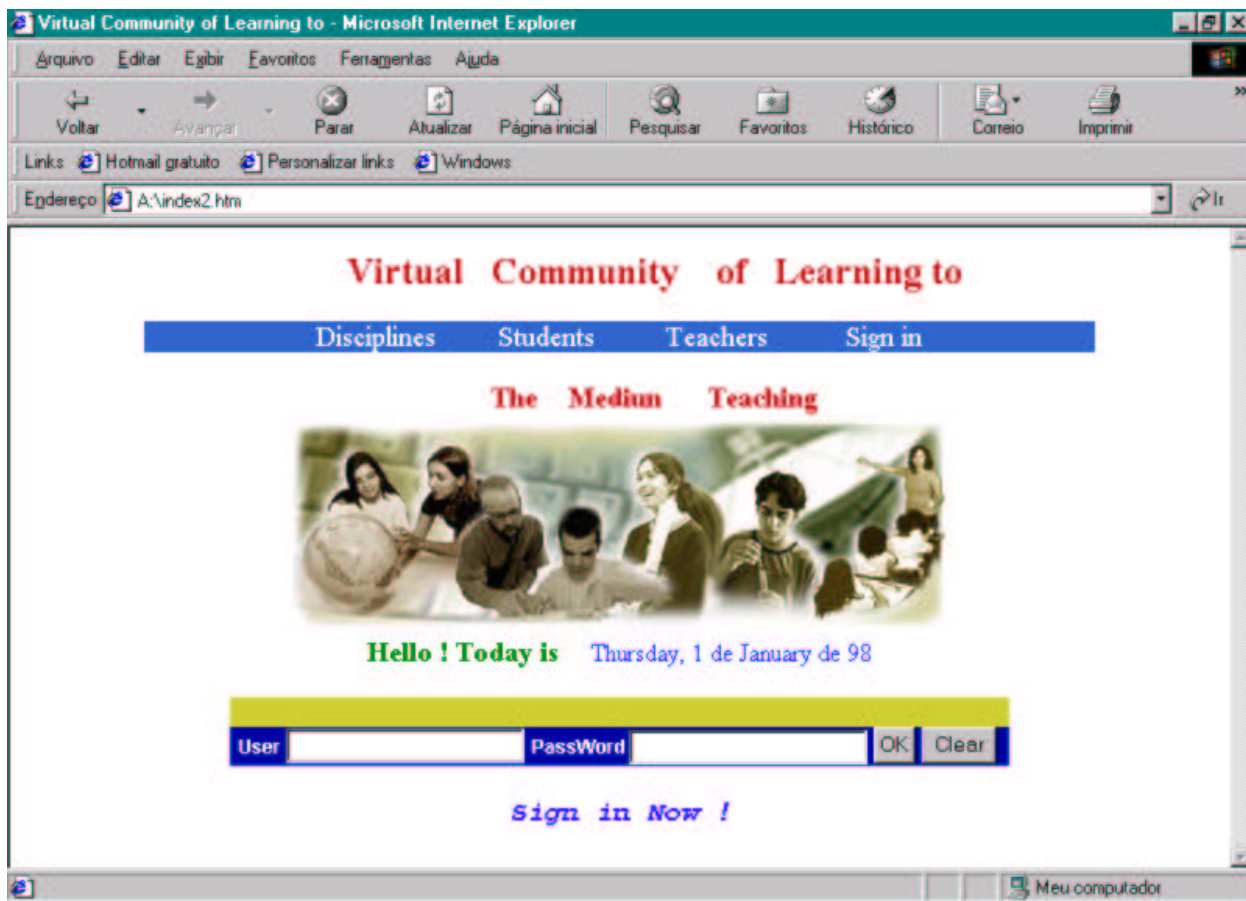 Virtual Community of Learning to - Microsoft Internet Explorer
Arquivo Editar Exibir Favoritos Ferramentas Ajuda
Voltar Avançar Parar Atualizar Página inicial Pesquisar Favoritos Histórico Correio Imprimir
Links Hotmail gratuito Personalizar links Windows
Endereço A:\index2.htm Ir
Virtual Community of Learning to
Disciplines Students Teachers Sign in
The Mediun Teaching
Hello ! Today is Thursday, 1 de January de 98
User PassWord OK Clear
Sign in Now !
Meu computador